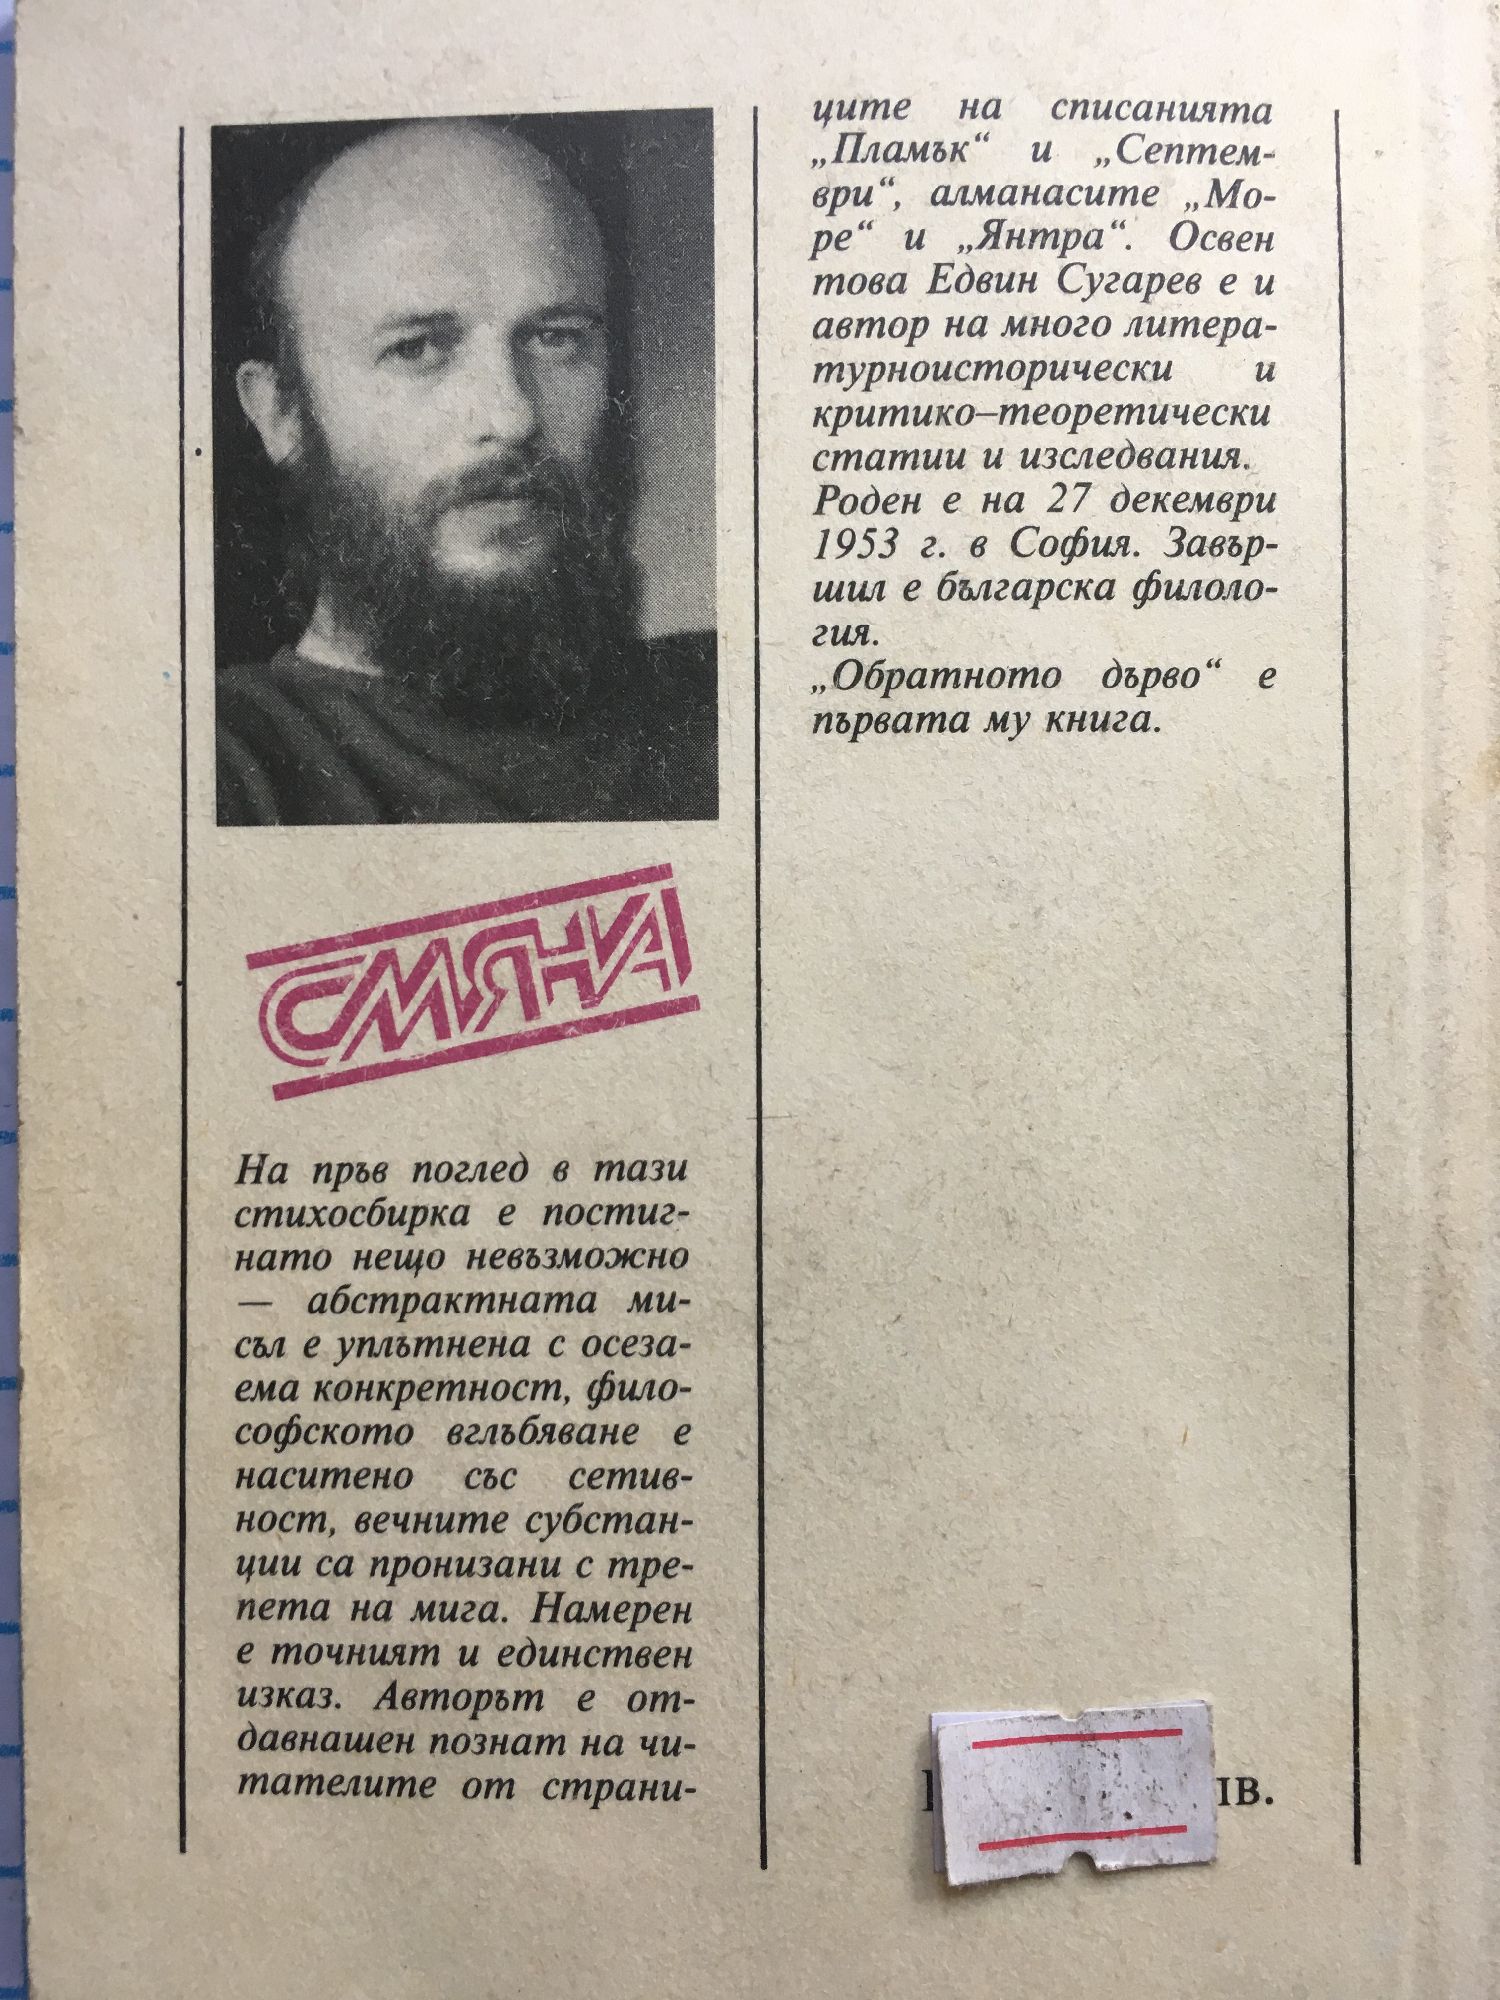 СМЯНА
На пръв поглед в тази
стихосбирка е постиг-
нато нещо невъзможно
— абстрактната ми-
съл е уплътнена с осеза-
ема конкретност, фило-
софското вглъбяване е
наситено със сетив-
ност, вечните субстан-
ции са пронизани с тре-
пета на мига. Намерен
е точният и единствен
изказ. Авторът е от-
давнашен познат на чи-
тателите от страни-
ците на списанията
„Пламък“ и „Септем-
ври“, алманасите „Мо-
ре“ и „Янтра“. Освен
това Едвин Сугарев е и
автор на много литера-
турноисторически и
критико–теоретически
статии и изследвания.
Роден е на 27 декември
1953 г. в София. Завър-
шил е българска филоло-
гия.
„Обратното дърво“ е
първата му книга.